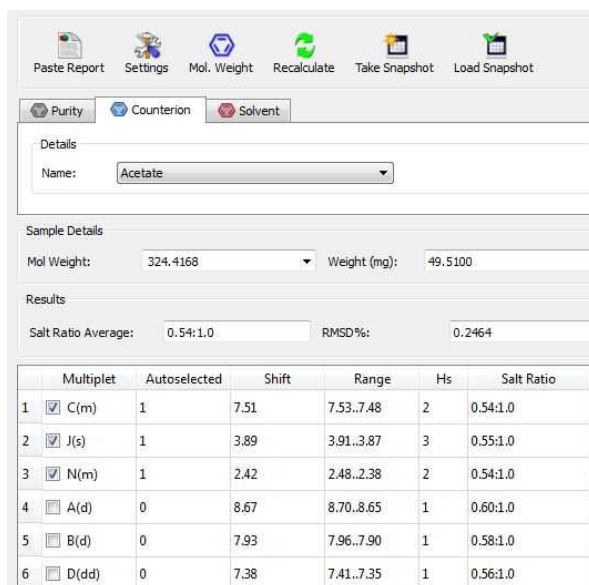 Paste Report Settings Mol. Weight Recalculate Take Snapshot Load Snapshot
Purity Counterion Solvent
Details
Name: Acetate
Sample Details
Mol Weight: 324.4168 Weight (mg): 49.5100
Results
Salt Ratio Average: 0.54:1.0 RMSD%: 0.2464
Multiplet Autoselected Shift Range Hs Salt Ratio
1 C(m) 1 7.51 7.53..7.48 2 0.54:1.0
2 J(s) 1 3.89 3.91..3.87 3 0.55:1.0
3 N(m) 1 2.42 2.48..2.38 2 0.54:1.0
4 A(d) 0 8.67 8.70..8.65 1 0.60:1.0
5 B(d) 0 7.93 7.96..7.90 1 0.58:1.0
6 D(dd) 0 7.38 7.41..7.35 1 0.56:1.0